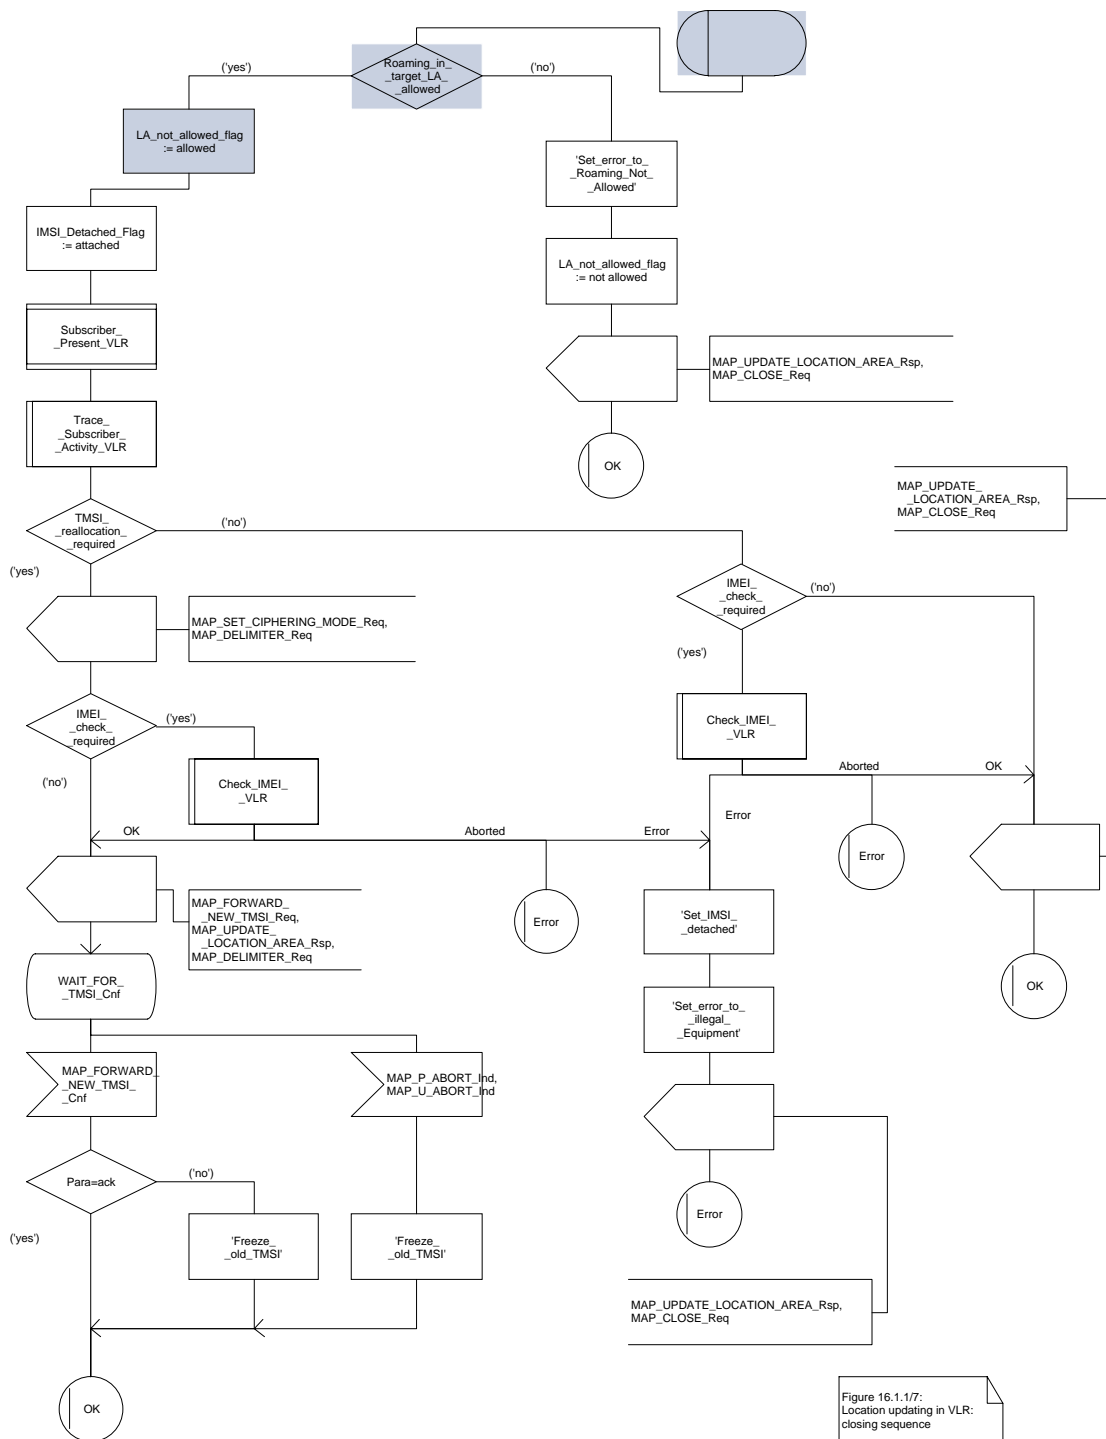 ('yes')
Roaming_in_
_target_LA_
_allowed
('no')
LA_not_allowed_flag
:= allowed
'Set_error_to_
_Roaming_Not_
_Allowed'
IMSI_Detached_Flag
:= attached
LA_not_allowed_flag
:= not allowed
Subscriber_
_Present_VLR
MAP_UPDATE_LOCATION_AREA_Rsp,
MAP_CLOSE_Req
Trace_
_Subscriber_
_Activity_VLR
OK
MAP_UPDATE_
_LOCATION_AREA_Rsp,
MAP_CLOSE_Req
TMSI_
_reallocation_
_required
('no')
('yes')
IMEI_
_check_
_required
('no')
MAP_SET_CIPHERING_MODE_Req,
MAP_DELIMITER_Req
('yes')
IMEI_
_check_
_required
('yes')
Check_IMEI_
_VLR
('no')
Check_IMEI_
_VLR
Aborted
OK
Error
OK
Aborted
Error
Error
MAP_FORWARD_
_NEW_TMSI_Req,
MAP_UPDATE_
_LOCATION_AREA_Rsp,
MAP_DELIMITER_Req
Error
'Set_IMSI_
_detached'
WAIT_FOR_
_TMSI_Cnf
OK
'Set_error_to_
_illegal_
_Equipment'
MAP_FORWARD_
_NEW_TMSI_
_Cnf
MAP_P_ABORT_Ind,
MAP_U_ABORT_Ind
Para=ack
('no')
('yes')
Error
'Freeze_
_old_TMSI'
'Freeze_
_old_TMSI'
MAP_UPDATE_LOCATION_AREA_Rsp,
MAP_CLOSE_Req
OK
Figure 16.1.1/7:
Location updating in VLR:
closing sequence